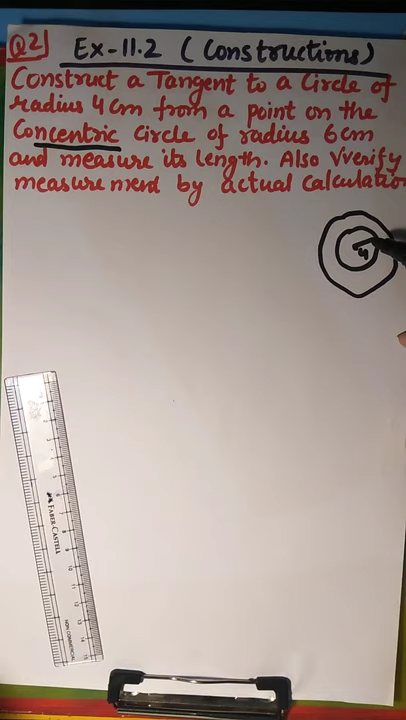 Q2] Ex-11.2 (Constructions)
Construct a Tangent to a Circle of
radius 4cm from a point on the
Concentric Circle of radius 6cm
and measure its length. Also Vverify
measurement by actual Calculation
4
FABER-CASTELL